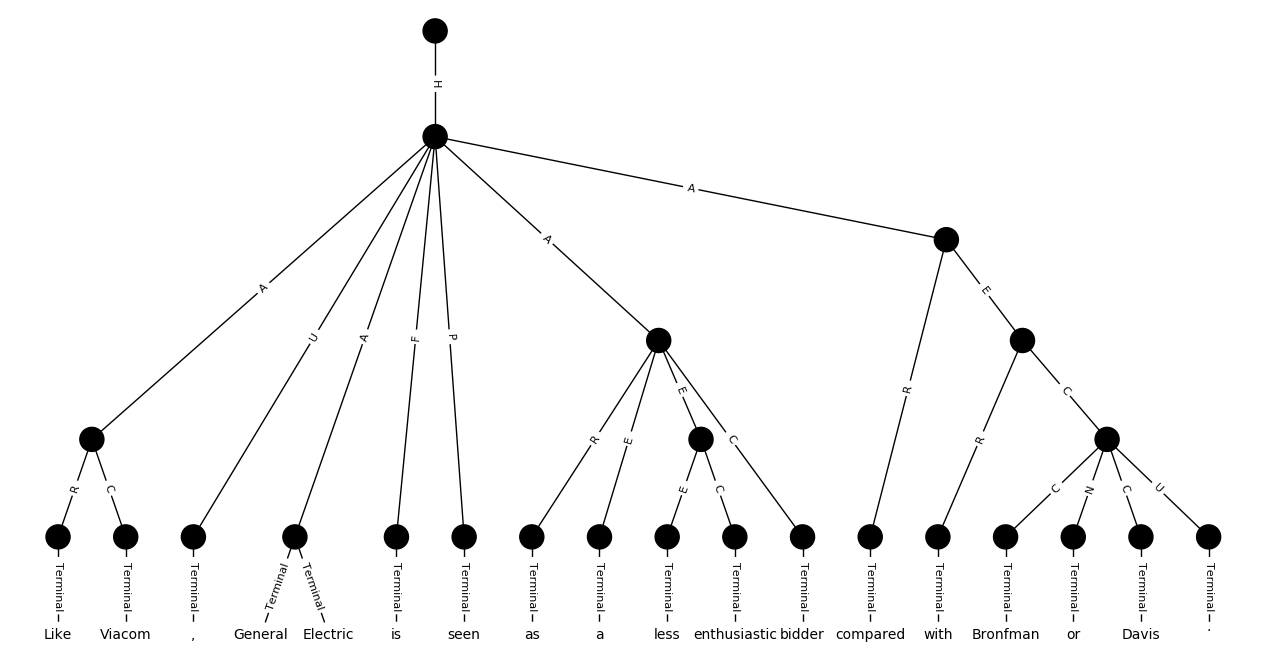 H
A
A
E
A
U
A
F
P
E
C
R
R
E
C
R
R
C
E
C
C
N
C
U
Terminal Terminal Terminal Terminal Terminal Terminal Terminal Terminal Terminal Terminal Terminal Terminal Terminal Terminal Terminal Terminal Terminal Terminal
Like Viacom , General Electric is seen as a less enthusiastic bidder compared with Bronfman or Davis .